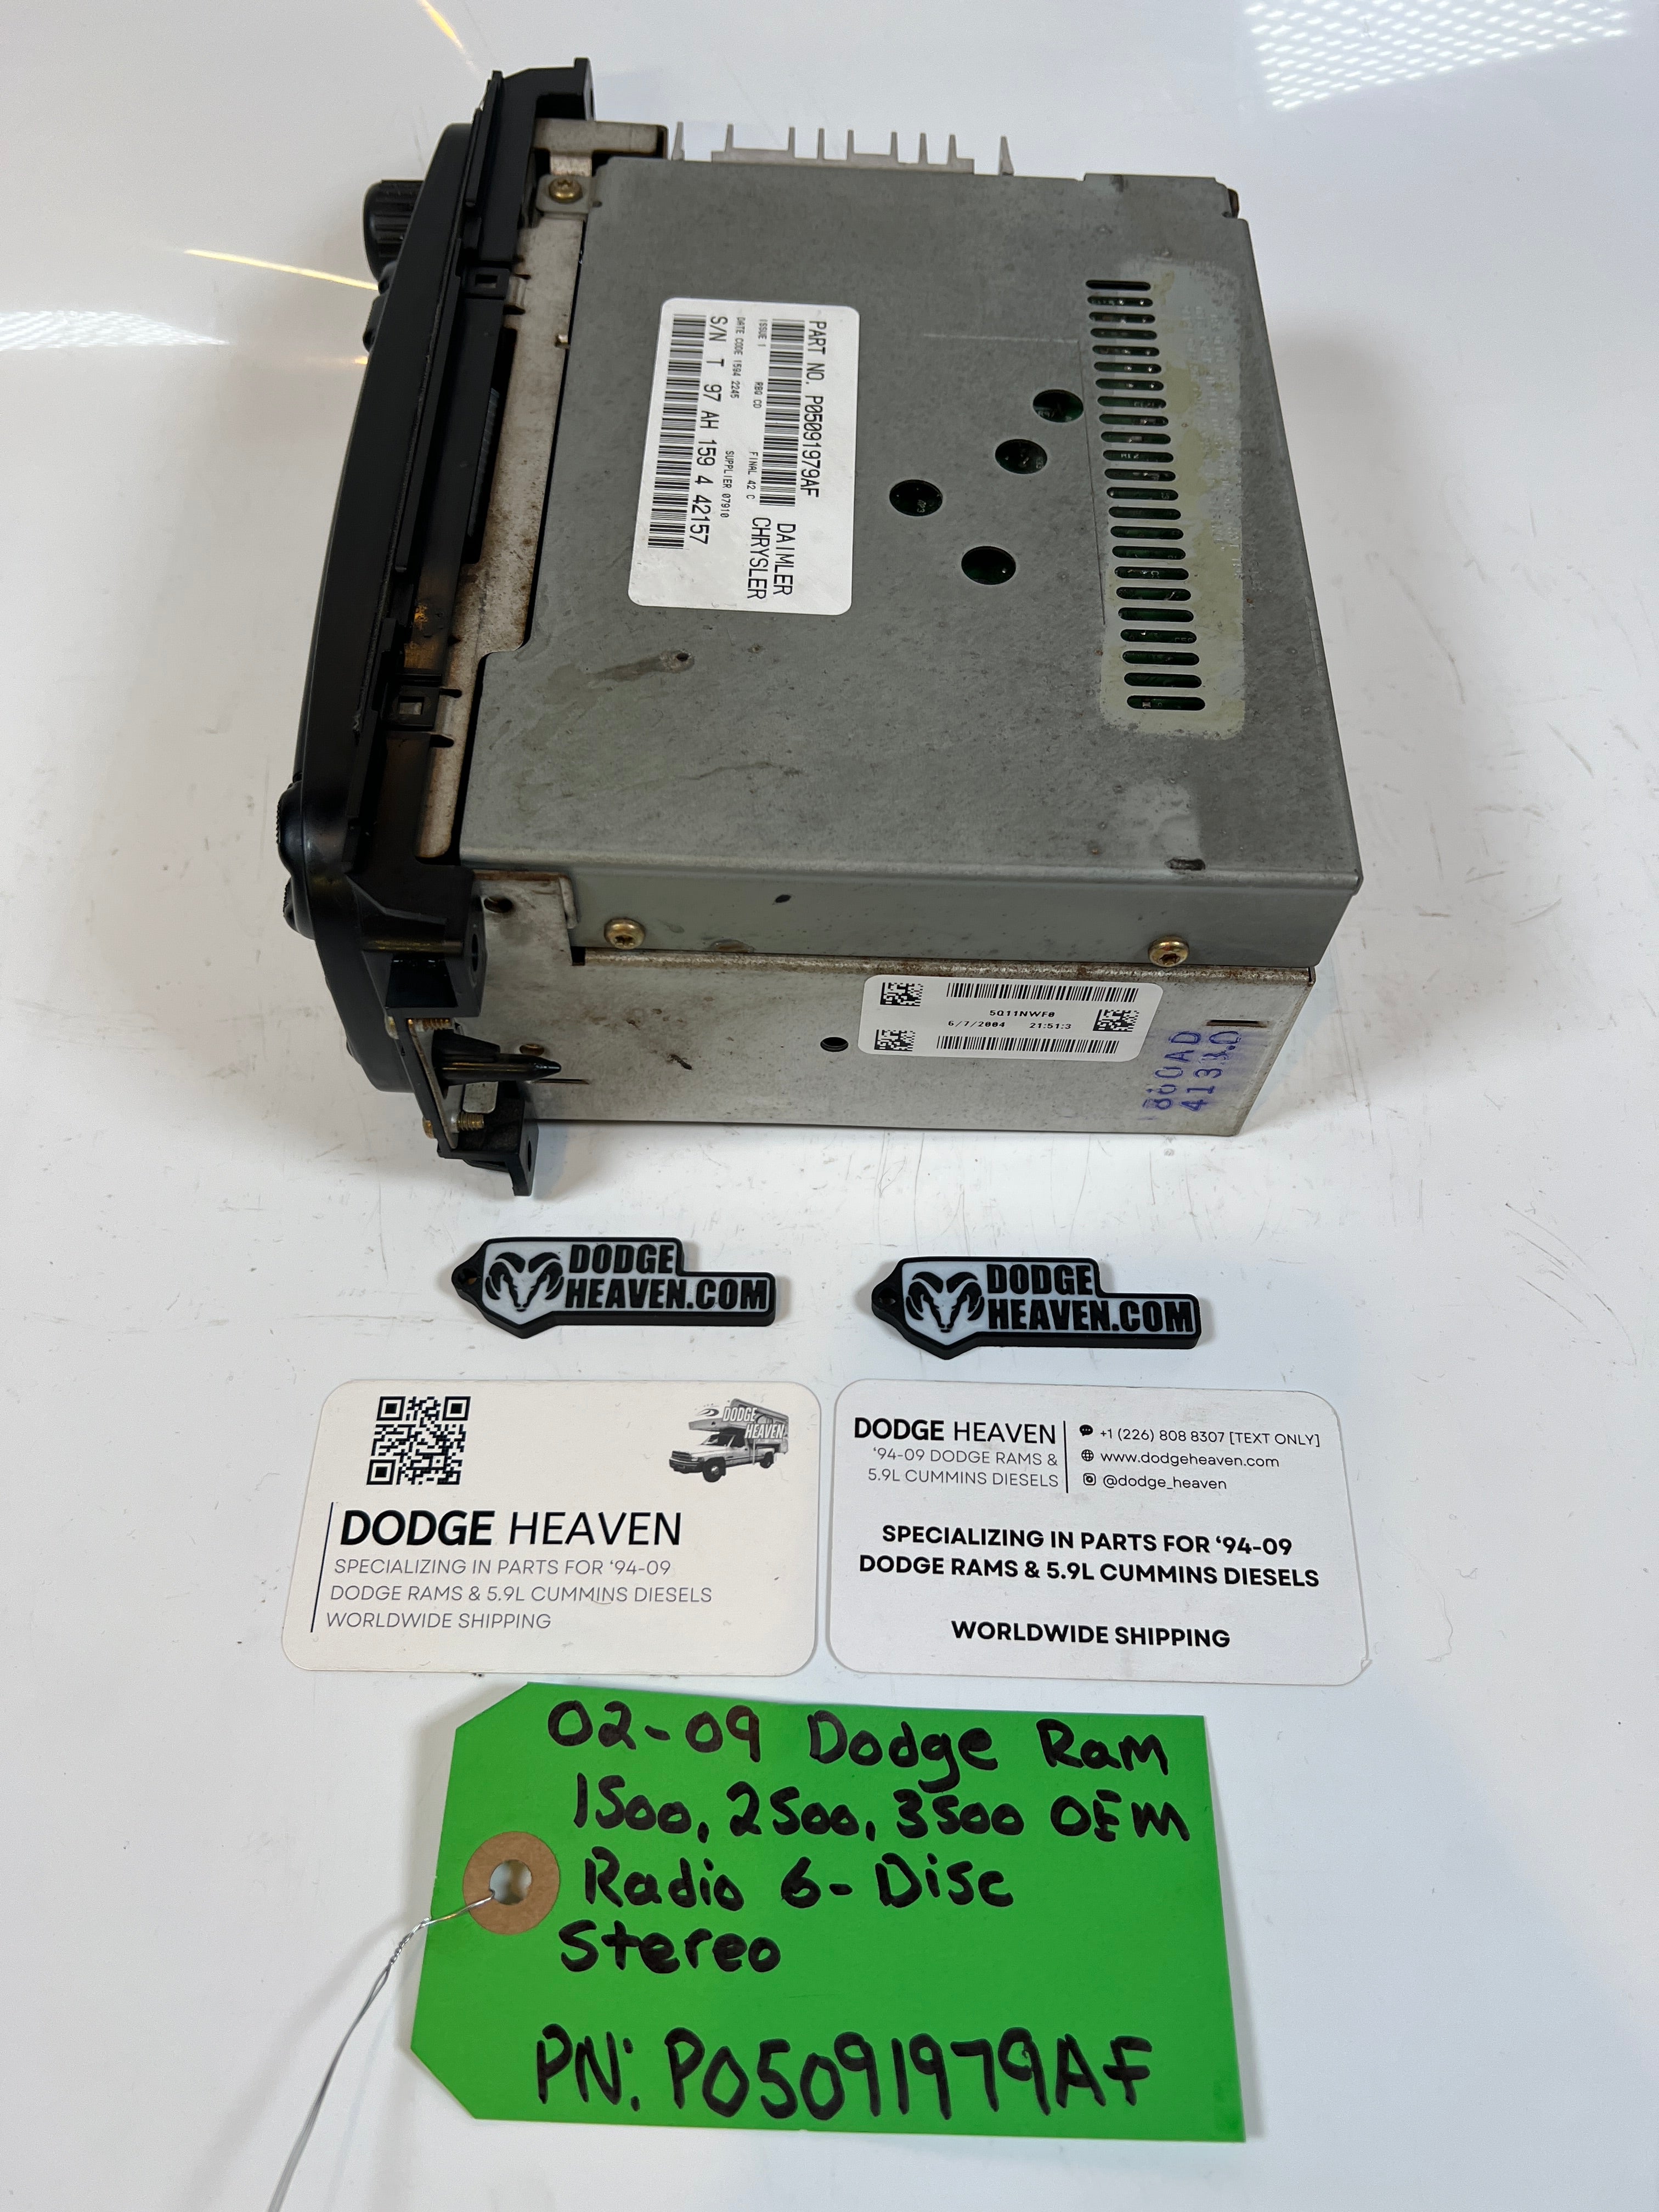 PART NO. P05091979AF
DAIMLER
CHRYSLER
ISSUE 1 RBQ CD FINAL 42 C
DATE CODE 1594 2245 SUPPLIER 07910
S/N T 97 AH 159 4 42157
5Q11NWF0
6/7/2004 21:51:3
DODGE
HEAVEN.COM
DODGE
HEAVEN.COM
DODGE
HEAVEN
DODGE HEAVEN
SPECIALIZING IN PARTS FOR ‘94-09
DODGE RAMS & 5.9L CUMMINS DIESELS
WORLDWIDE SHIPPING
DODGE HEAVEN
‘94-09 DODGE RAMS &
5.9L CUMMINS DIESELS
+1 (226) 808 8307 [TEXT ONLY]
www.dodgeheaven.com
@dodge_heaven
SPECIALIZING IN PARTS FOR ‘94-09
DODGE RAMS & 5.9L CUMMINS DIESELS
WORLDWIDE SHIPPING
02-09 Dodge Ram
1500, 2500, 3500 OEM
Radio 6-Disc
Stereo
PN: P05091979AF